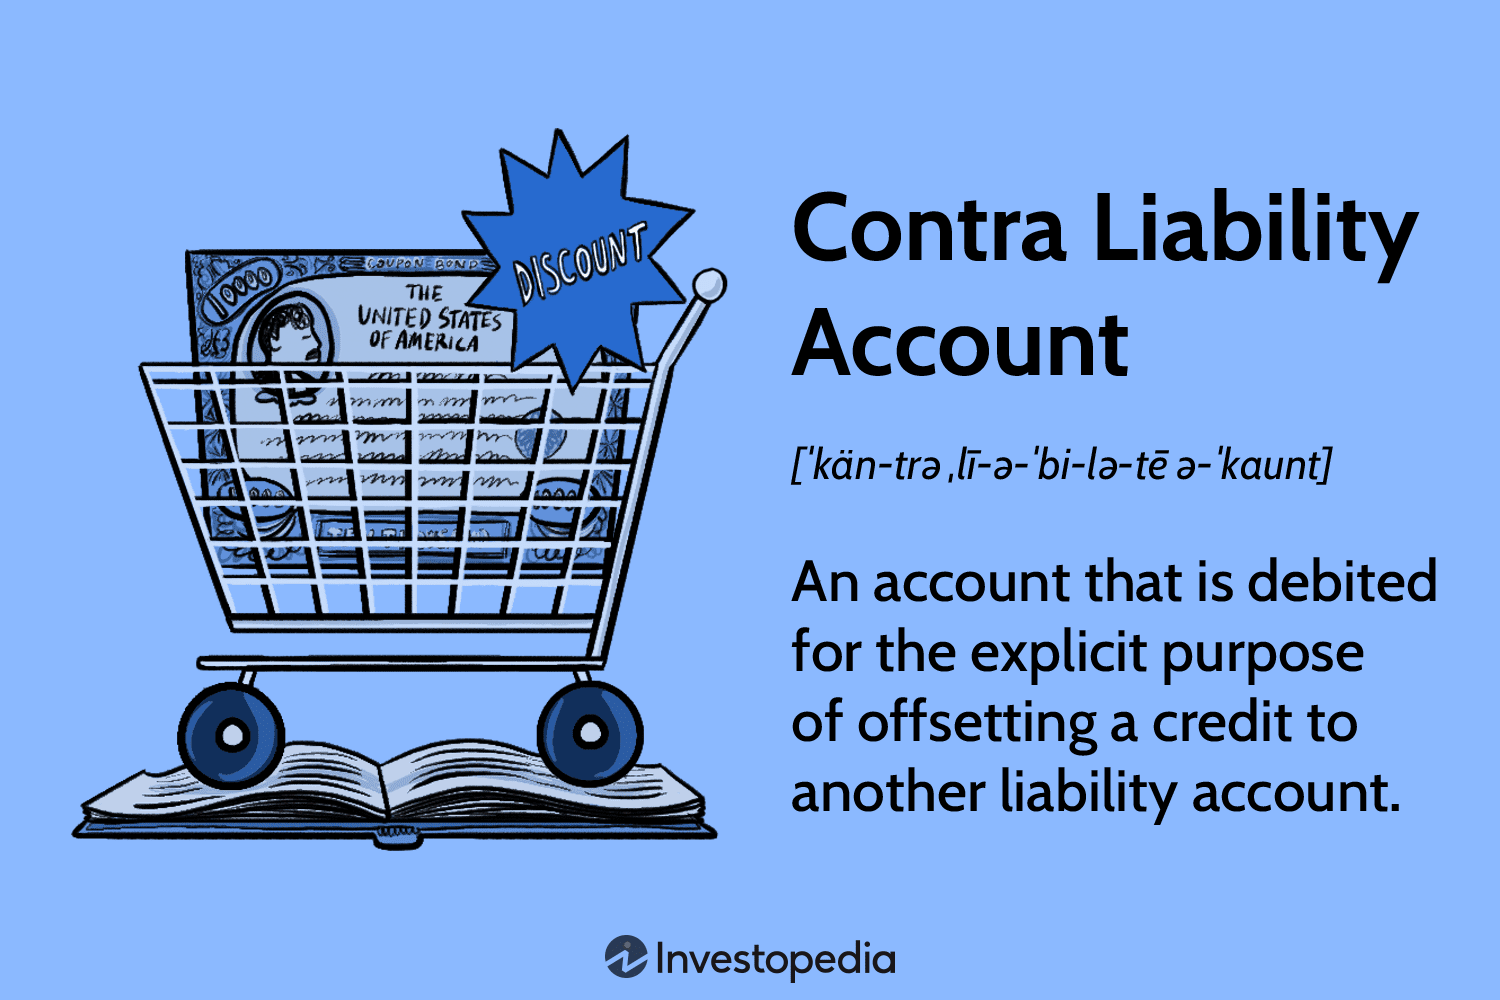 DISCOUNT
COUPON BOND
10000
THE
UNITED STATES
OF AMERICA
Contra Liability
Account
[ˈkän-trə ˌlī-ə-ˈbi-lə-tē ə-ˈkaunt]
An account that is debited
for the explicit purpose
of offsetting a credit to
another liability account.
Investopedia